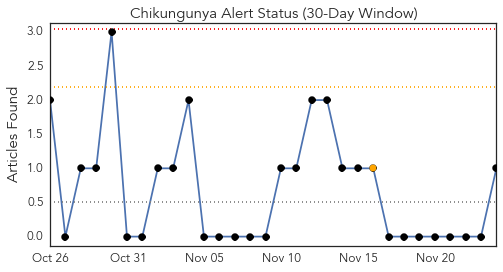 Chikungunya Alert Status (30-Day Window)
Articles Found
3.0
2.5
2.0
1.5
1.0
0.5
0.0
Oct 26 Oct 31 Nov 05 Nov 10 Nov 15 Nov 20